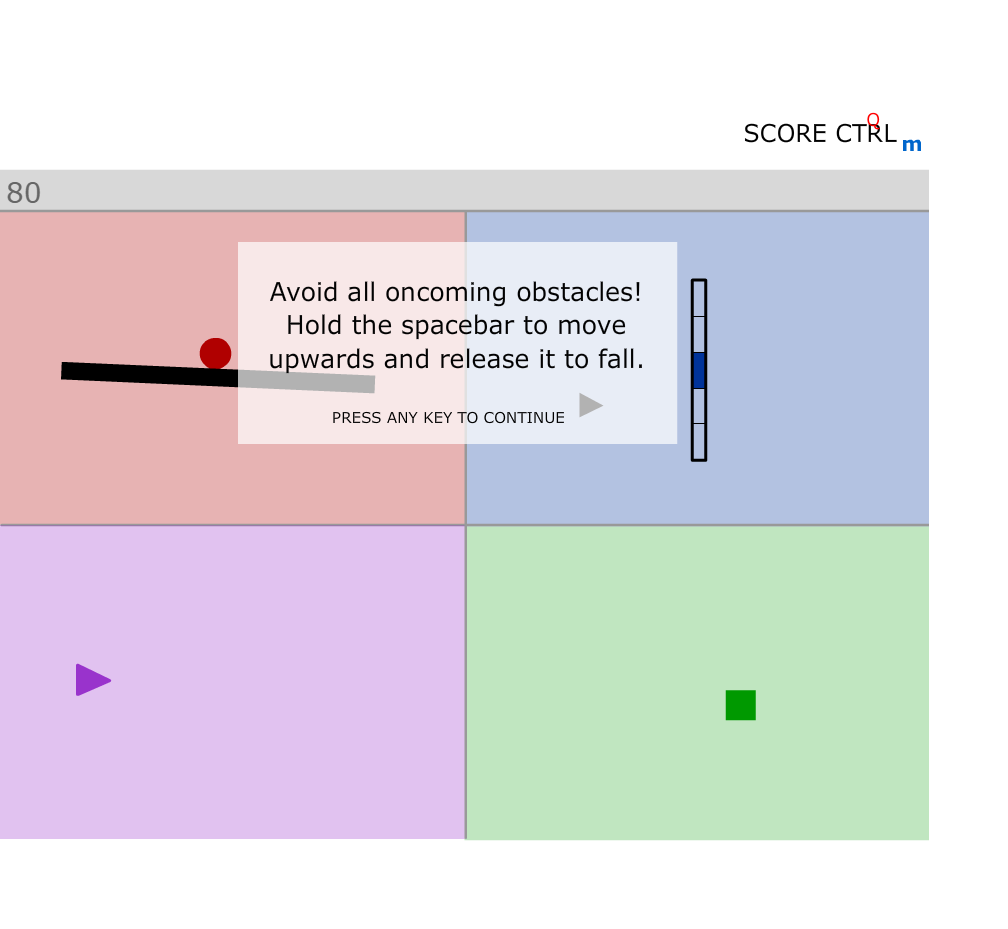 SCORE CTRL
Q
m
80
Avoid all oncoming obstacles!
Hold the spacebar to move
upwards and release it to fall.
PRESS ANY KEY TO CONTINUE